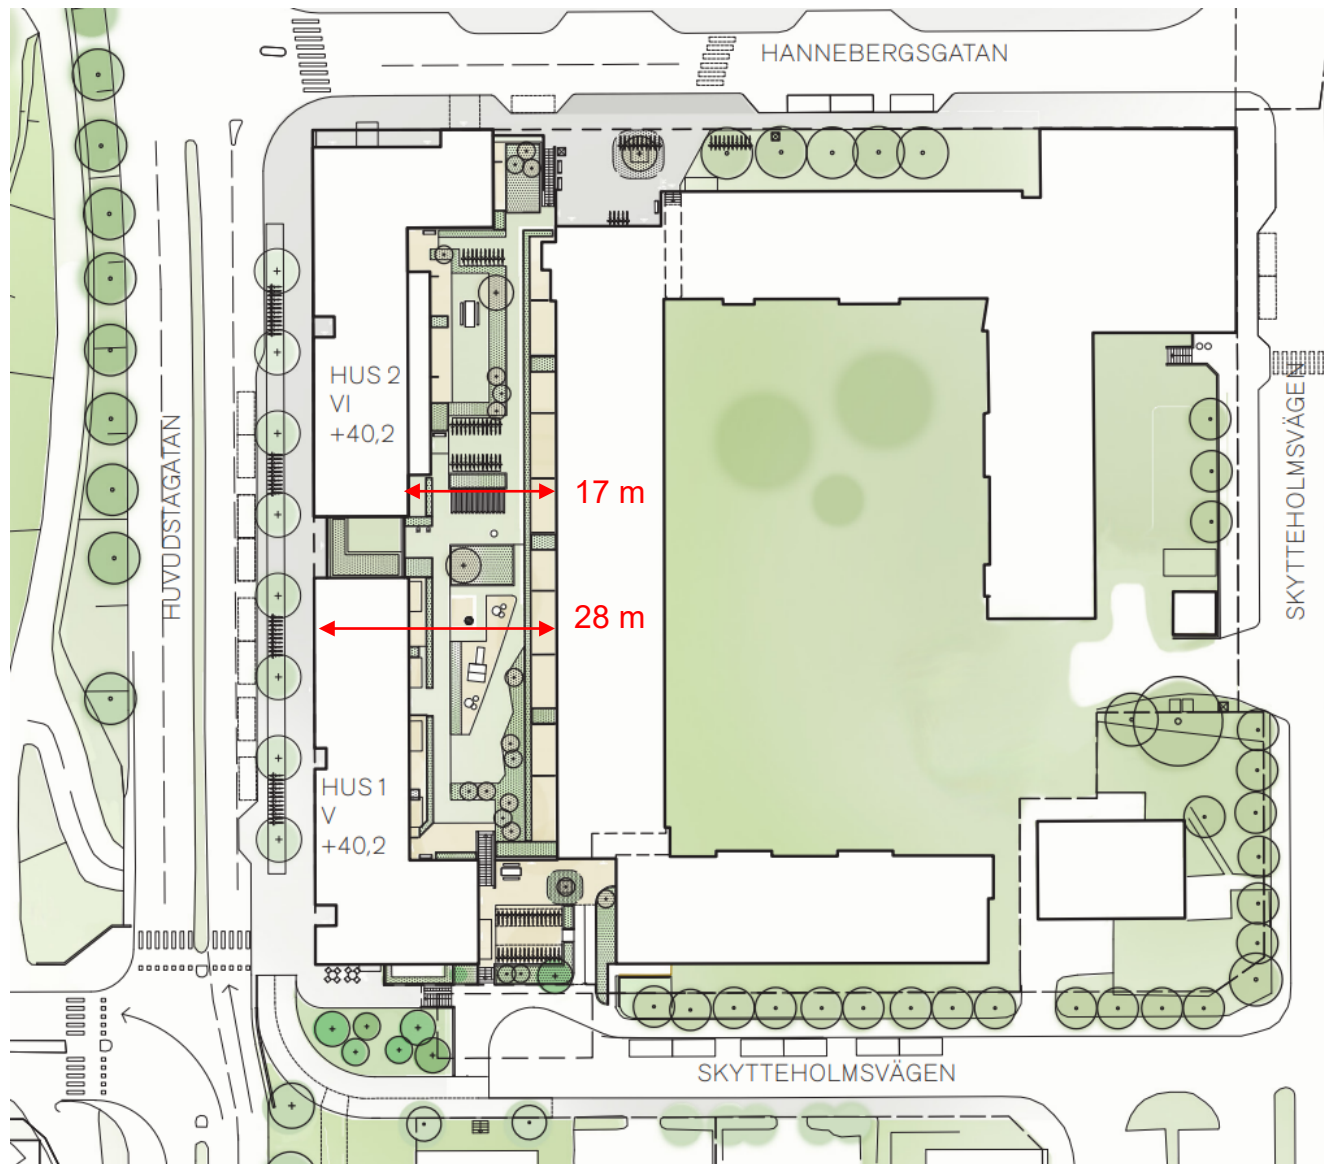 HANNEBERGSGATAN
HUS 2
VI
+40,2
HUVUDSTAGATAN
SKYTTEHOLMSVÄGEN
17 m
28 m
HUS 1
V
+40,2
SKYTTEHOLMSVÄGEN